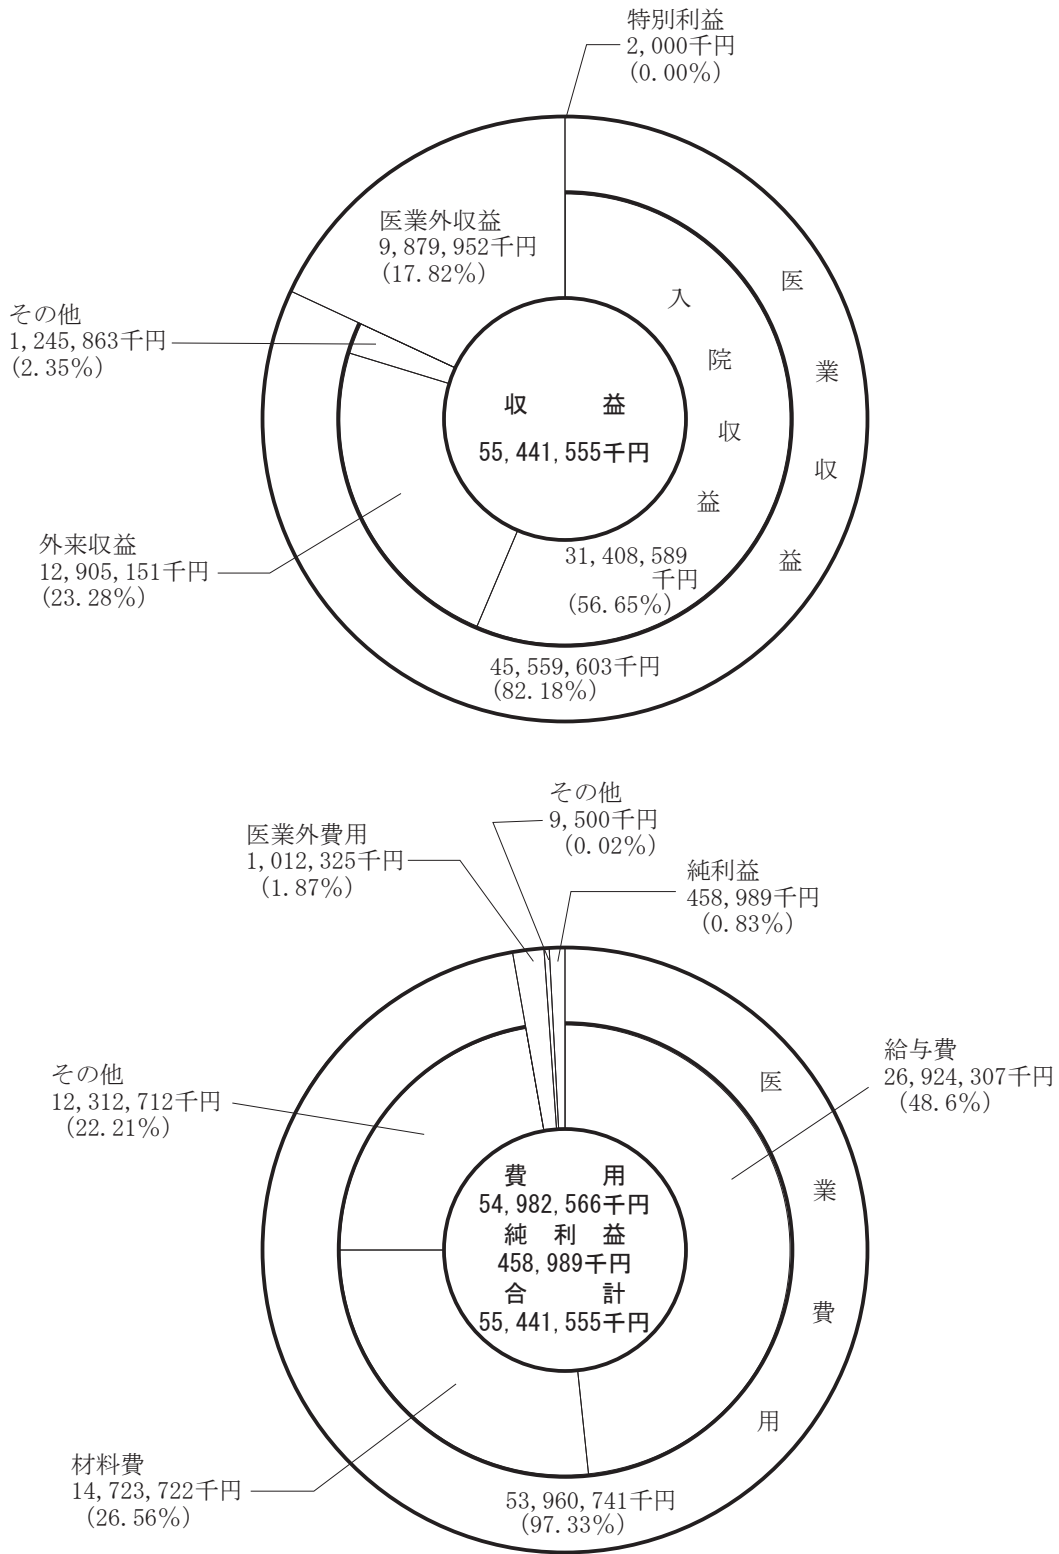 特別利益
2,000千円
(0.00%)
医業外収益
9,879,952千円
(17.82%)
その他
1,245,863千円
(2.35%)
医業収益
入院収益
31,408,589
千円
(56.65%)
収　益
55,441,555千円
外来収益
12,905,151千円
(23.28%)
45,559,603千円
(82.18%)
その他
9,500千円
(0.02%)
医業外費用
1,012,325千円
(1.87%)
純利益
458,989千円
(0.83%)
給与費
26,924,307千円
(48.6%)
その他
12,312,712千円
(22.21%)
医業費用
費　用
54,982,566千円
純利益
458,989千円
合　計
55,441,555千円
材料費
14,723,722千円
(26.56%)
53,960,741千円
(97.33%)